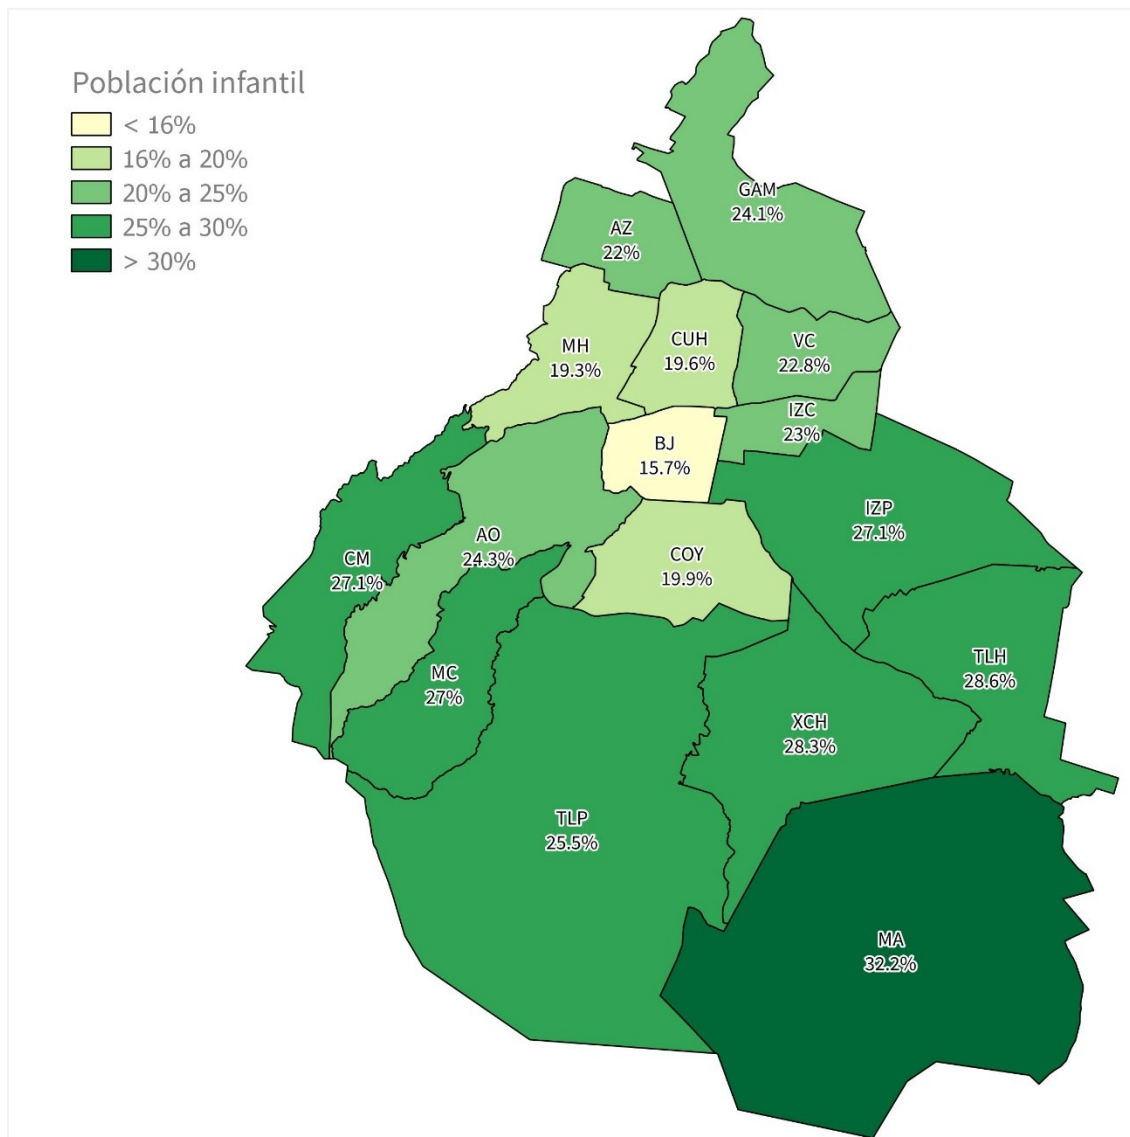 Población infantil
< 16%
16% a 20%
20% a 25%
25% a 30%
> 30%
GAM
24.1%
AZ
22%
MH
19.3%
CUH
19.6%
VC
22.8%
IZC
23%
BJ
15.7%
IZP
27.1%
AO
24.3%
CM
27.1%
COY
19.9%
MC
27%
TLH
28.6%
XCH
28.3%
TLP
25.5%
MA
32.2%